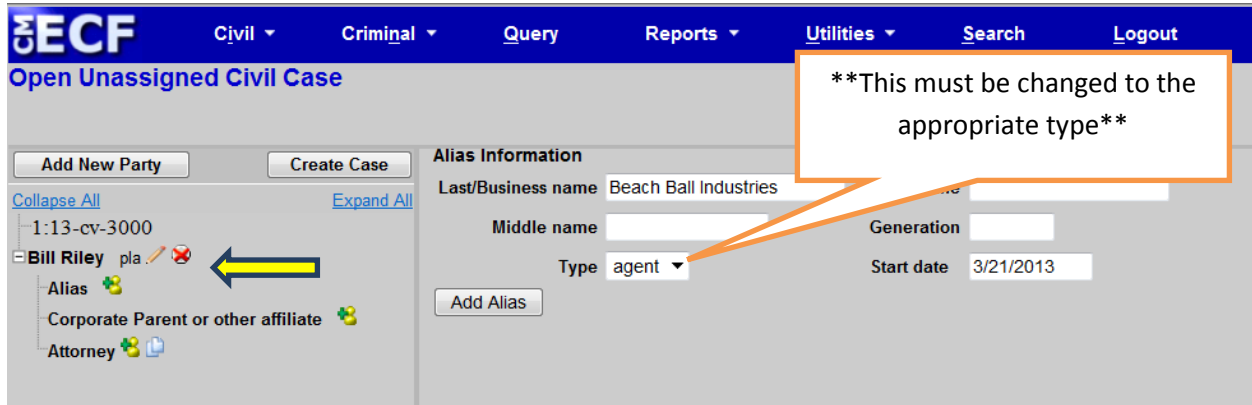 CM ECF Civil Criminal Query Reports Utilities Search Logout
Open Unassigned Civil Case
**This must be changed to the
appropriate type**
Add New Party Create Case
Collapse All Expand All
1:13-cv-3000
Bill Riley pla
Alias
Corporate Parent or other affiliate
Attorney
Alias Information
Last/Business name Beach Ball Industries
Middle name Generation
Type agent Start date 3/21/2013
Add Alias